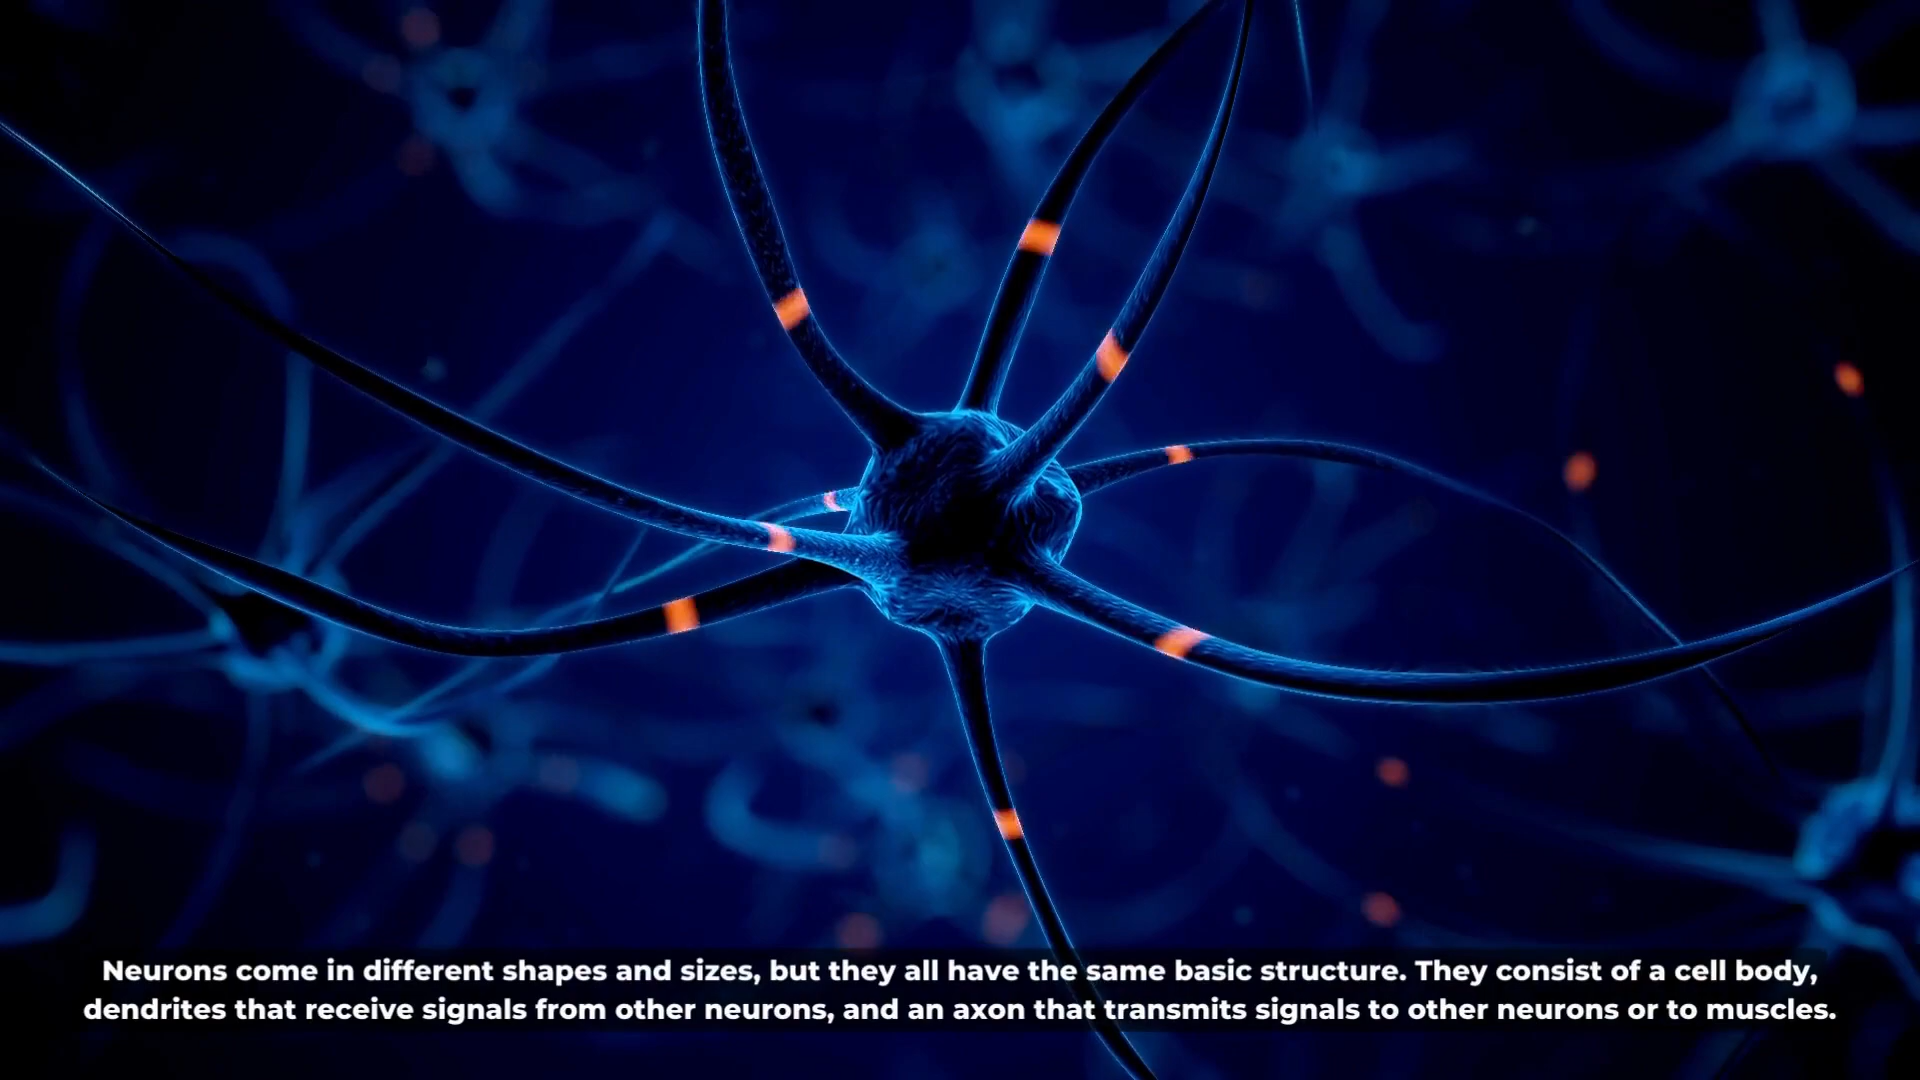 Neurons come in different shapes and sizes, but they all have the same basic structure. They consist of a cell body,
dendrites that receive signals from other neurons, and an axon that transmits signals to other neurons or to muscles.